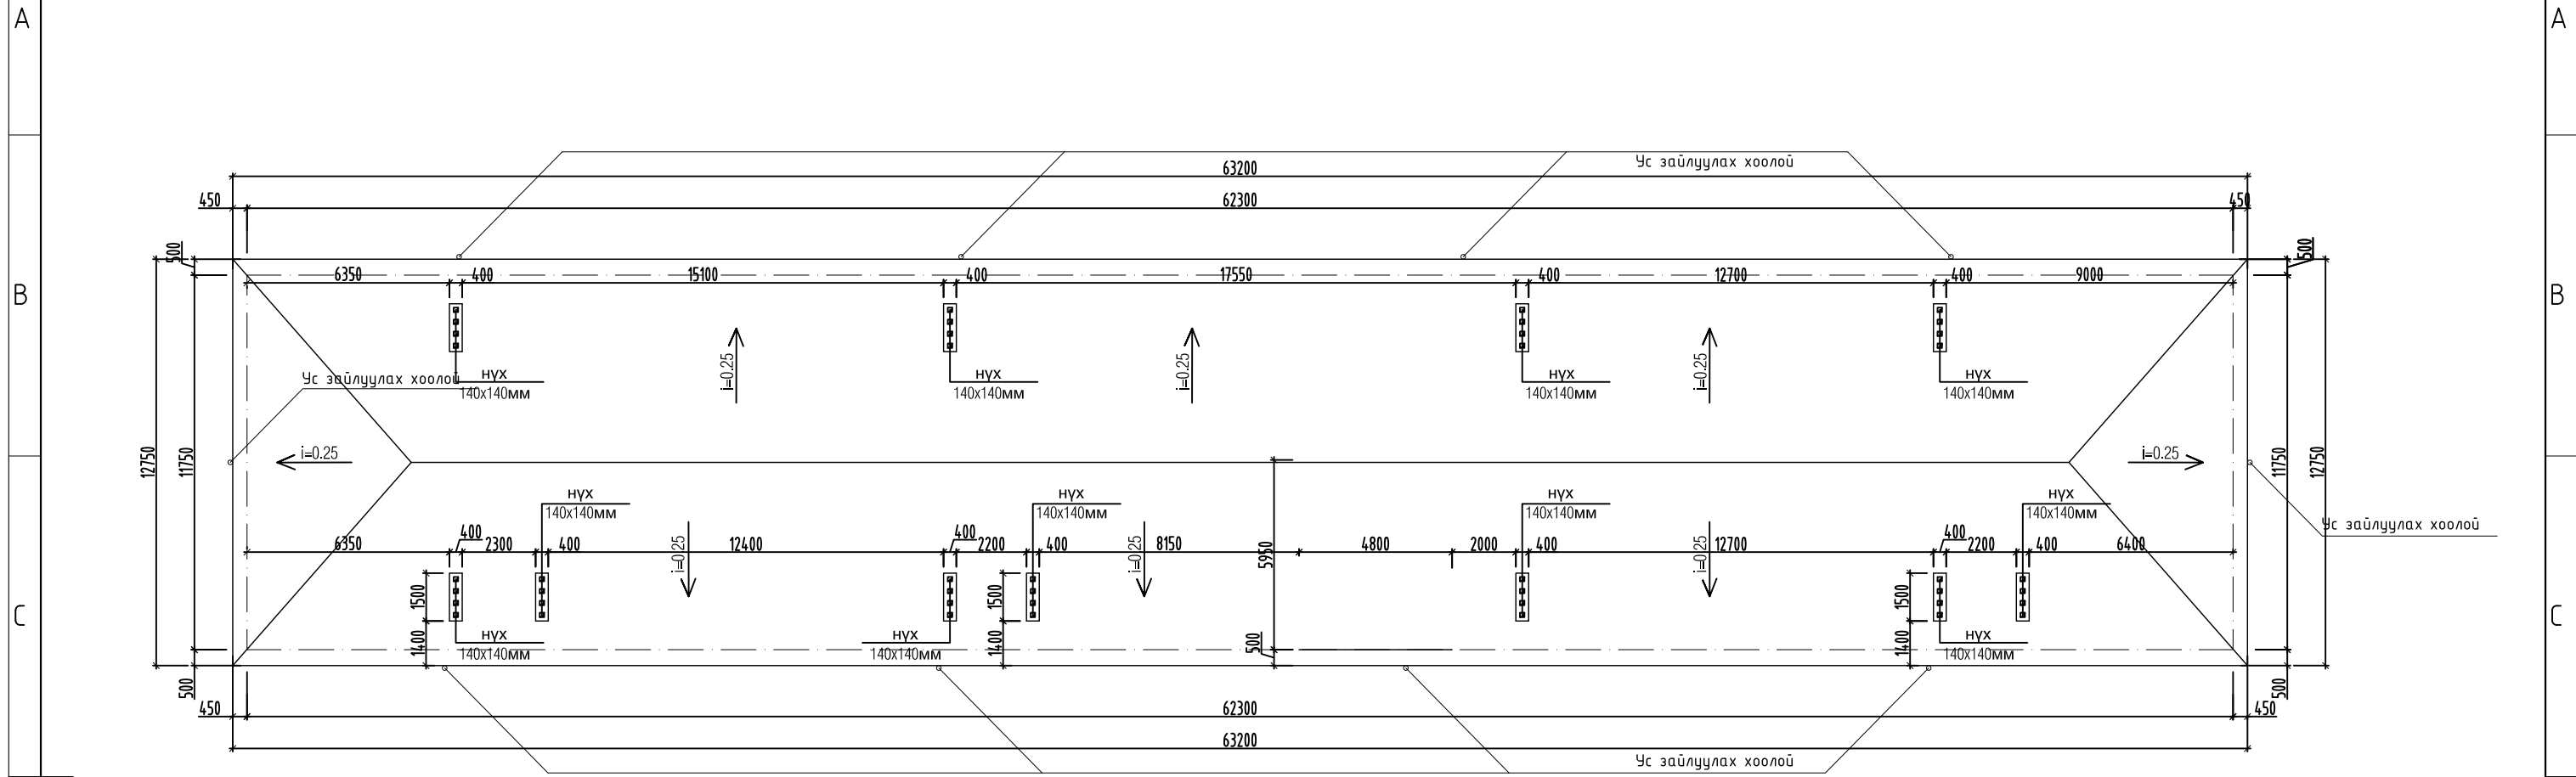 A
A
Ус зайлуулах хоолой
63200
450
62300
450
500
500
6350
400
15100
400
17550
400
12700
400
9000
B
B
i=0.25
i=0.25
i=0.25
Ус зайлуулах хоолой
нүх
140x140мм
нүх
140x140мм
нүх
140x140мм
нүх
140x140мм
12750
11750
i=0.25
i=0.25
11750
12750
нүх
140x140мм
нүх
140x140мм
нүх
140x140мм
нүх
140x140мм
Ус зайлуулах хоолой
6350
400
2300
400
12400
400
2200
400
8150
5950
4800
2000
400
12700
400
2200
400
6400
i=0.25
i=0.25
i=0.25
C
C
1500
1500
1500
1400
1400
500
1400
нүх
140x140мм
нүх
140x140мм
нүх
140x140мм
500
500
450
62300
450
63200
Ус зайлуулах хоолой